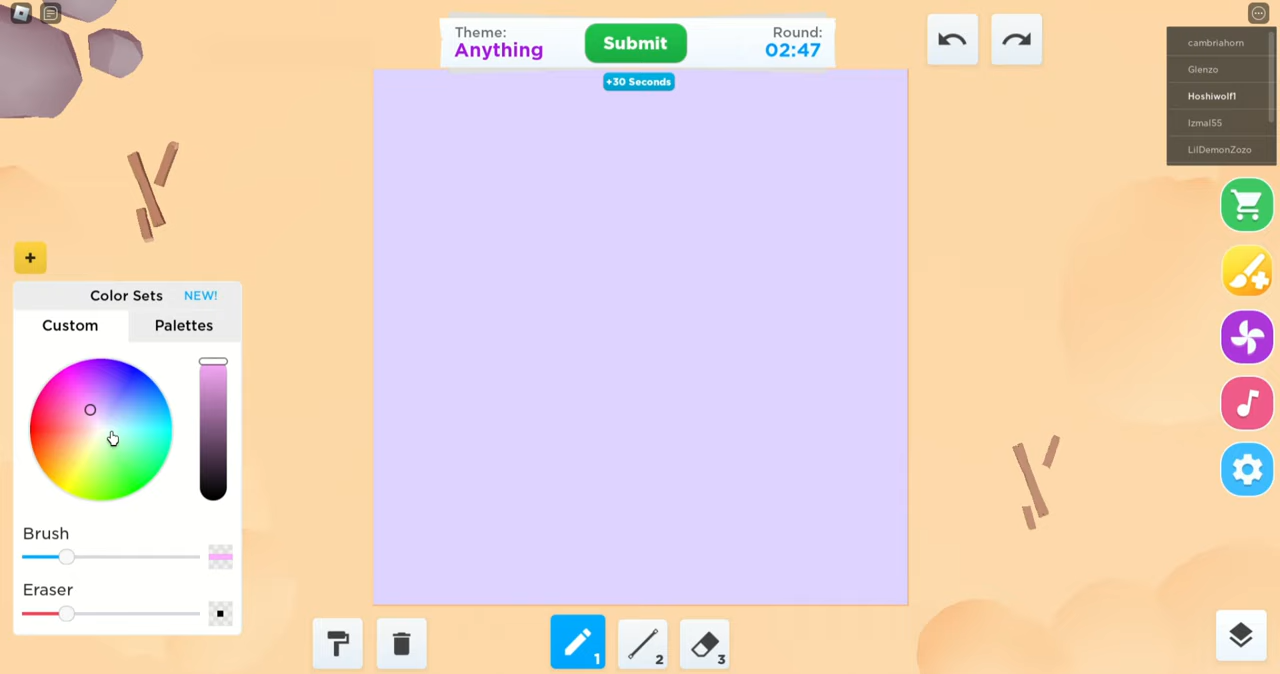 Theme:
Anything
Submit
Round:
02:47
+30 Seconds
cambriahorn
Glenzo
Hoshiwolf1
Izmal55
LilDemonZozo
+
Color Sets NEW!
Custom Palettes
Brush
Eraser
1
2
3